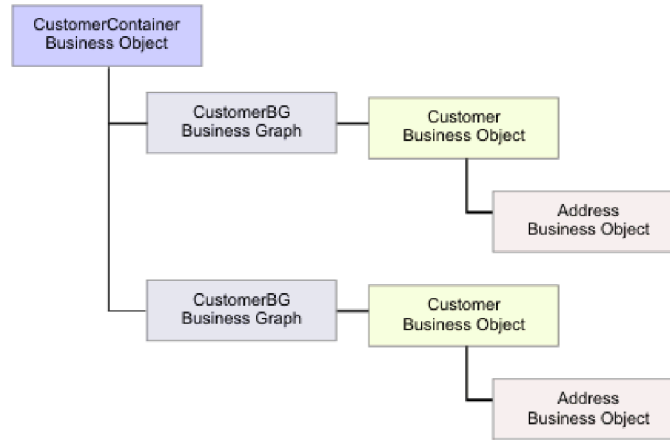 CustomerContainer
Business Object
CustomerBG
Business Graph
Customer
Business Object
Address
Business Object
CustomerBG
Business Graph
Customer
Business Object
Address
Business Object